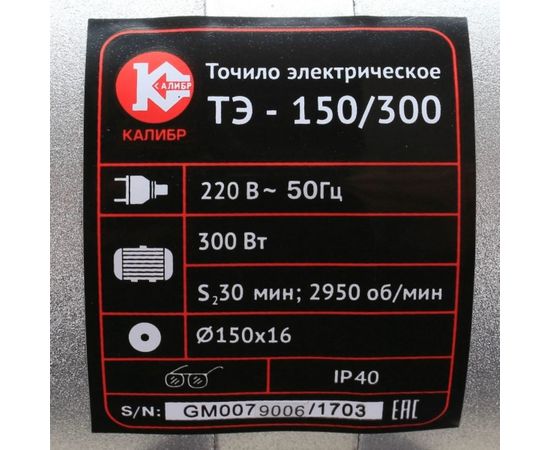 КАЛИБР
КАЛИБР
Точило электрическое
ТЭ - 150/300
220 В ~ 50Гц
300 Вт
S₂30 мин; 2950 об/мин
Ø150x16
IP40
S/N: GM0079006/1703 EAC